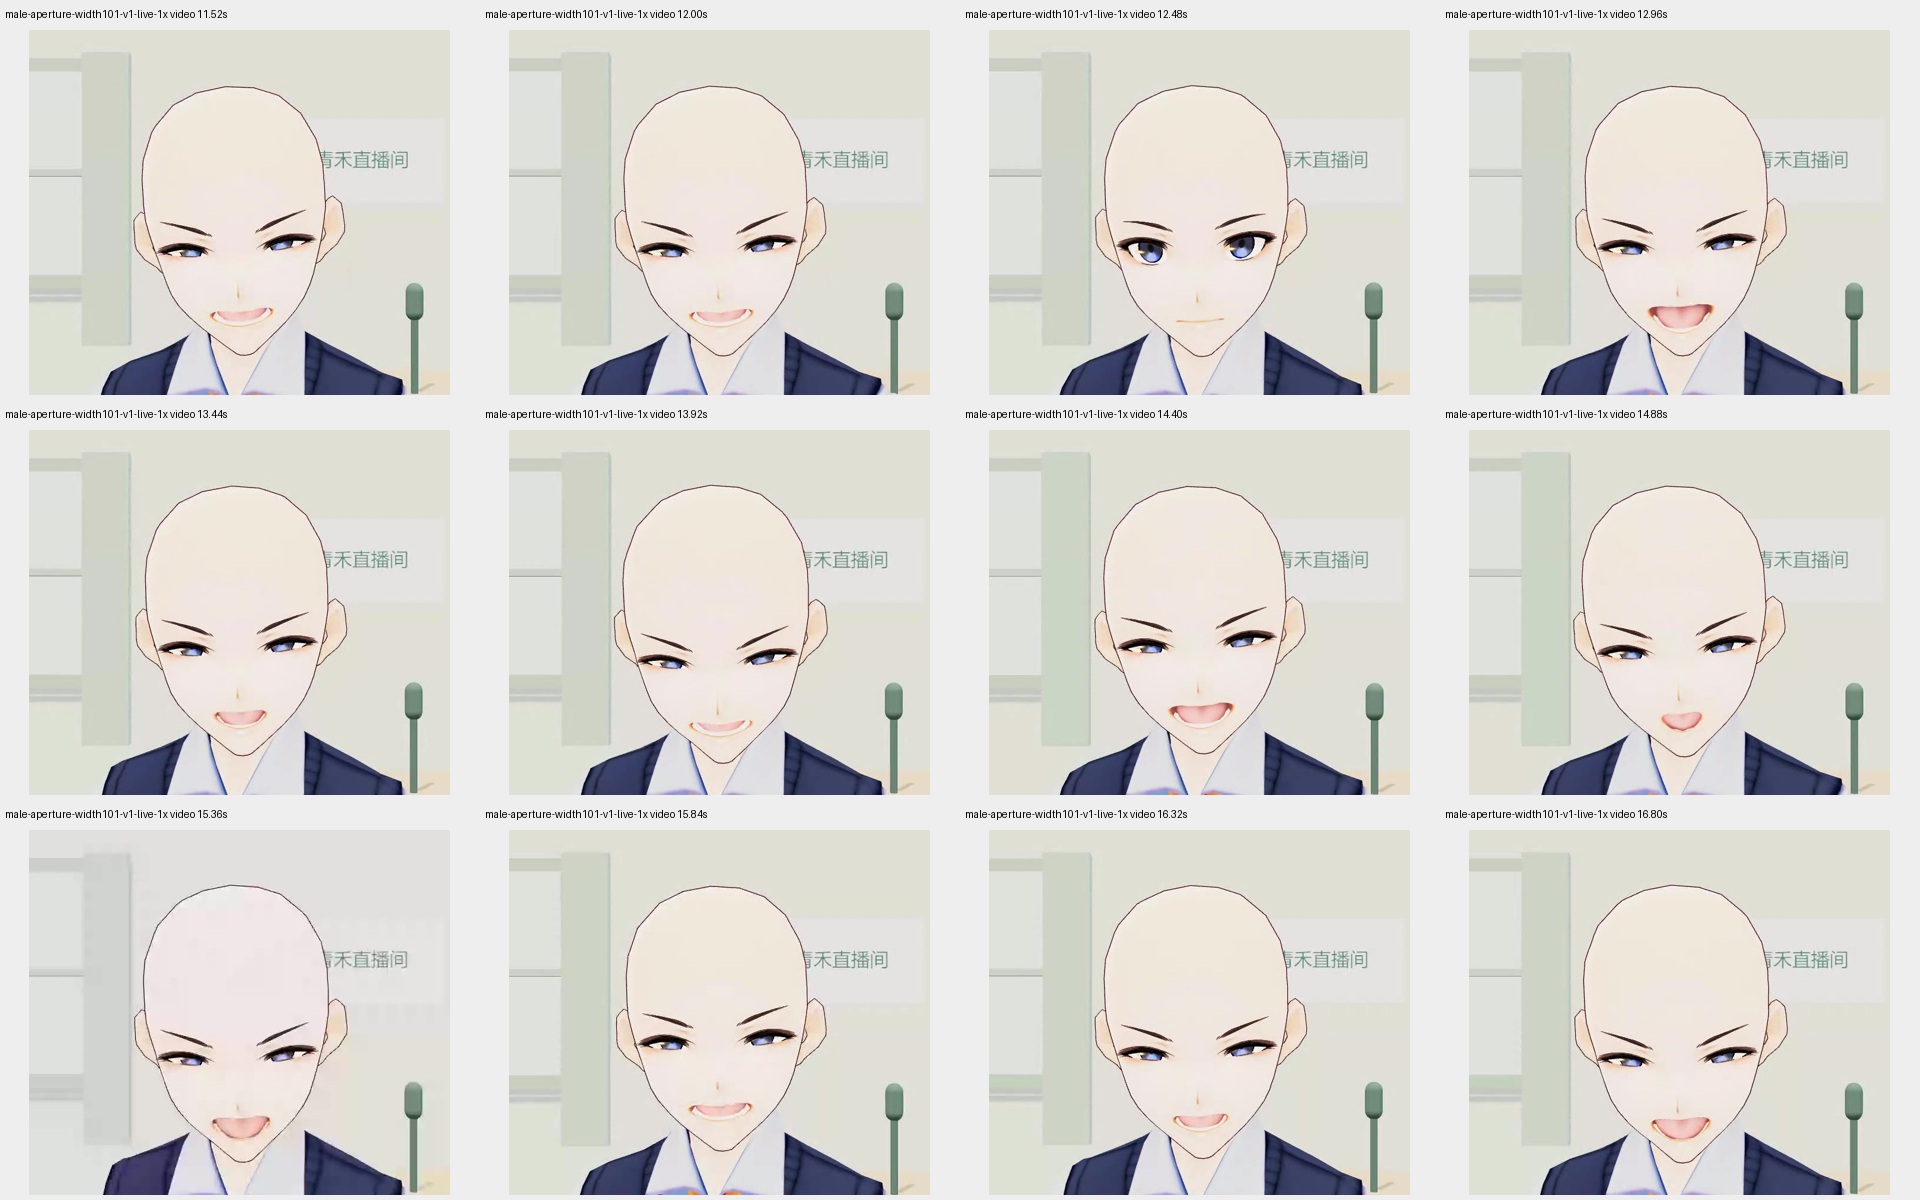 male-aperture-width101-v1-live-1x video 11.52s
male-aperture-width101-v1-live-1x video 12.00s
male-aperture-width101-v1-live-1x video 12.48s
male-aperture-width101-v1-live-1x video 12.96s
青禾直播间
青禾直播间
青禾直播间
青禾直播间
male-aperture-width101-v1-live-1x video 13.44s
male-aperture-width101-v1-live-1x video 13.92s
male-aperture-width101-v1-live-1x video 14.40s
male-aperture-width101-v1-live-1x video 14.88s
青禾直播间
青禾直播间
青禾直播间
青禾直播间
male-aperture-width101-v1-live-1x video 15.36s
male-aperture-width101-v1-live-1x video 15.84s
male-aperture-width101-v1-live-1x video 16.32s
male-aperture-width101-v1-live-1x video 16.80s
青禾直播间
青禾直播间
青禾直播间
青禾直播间